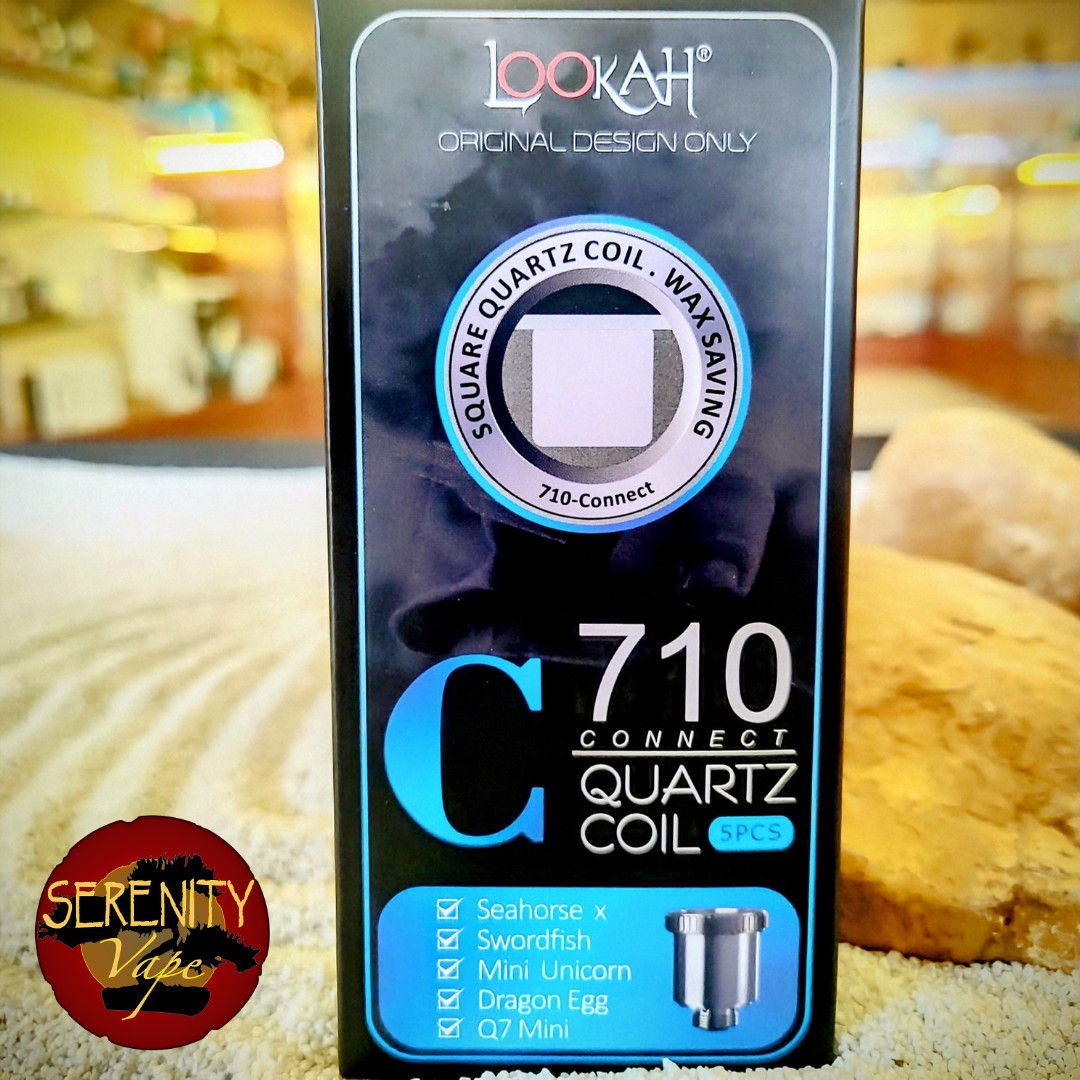 LOOKAH®
ORIGINAL DESIGN ONLY
SQUARE QUARTZ COIL. WAX SAVING
710-Connect
C
710
CONNECT
QUARTZ
COIL 5PCS
Seahorse x
Swordfish
Mini Unicorn
Dragon Egg
Q7 Mini
SERENITY
Vape